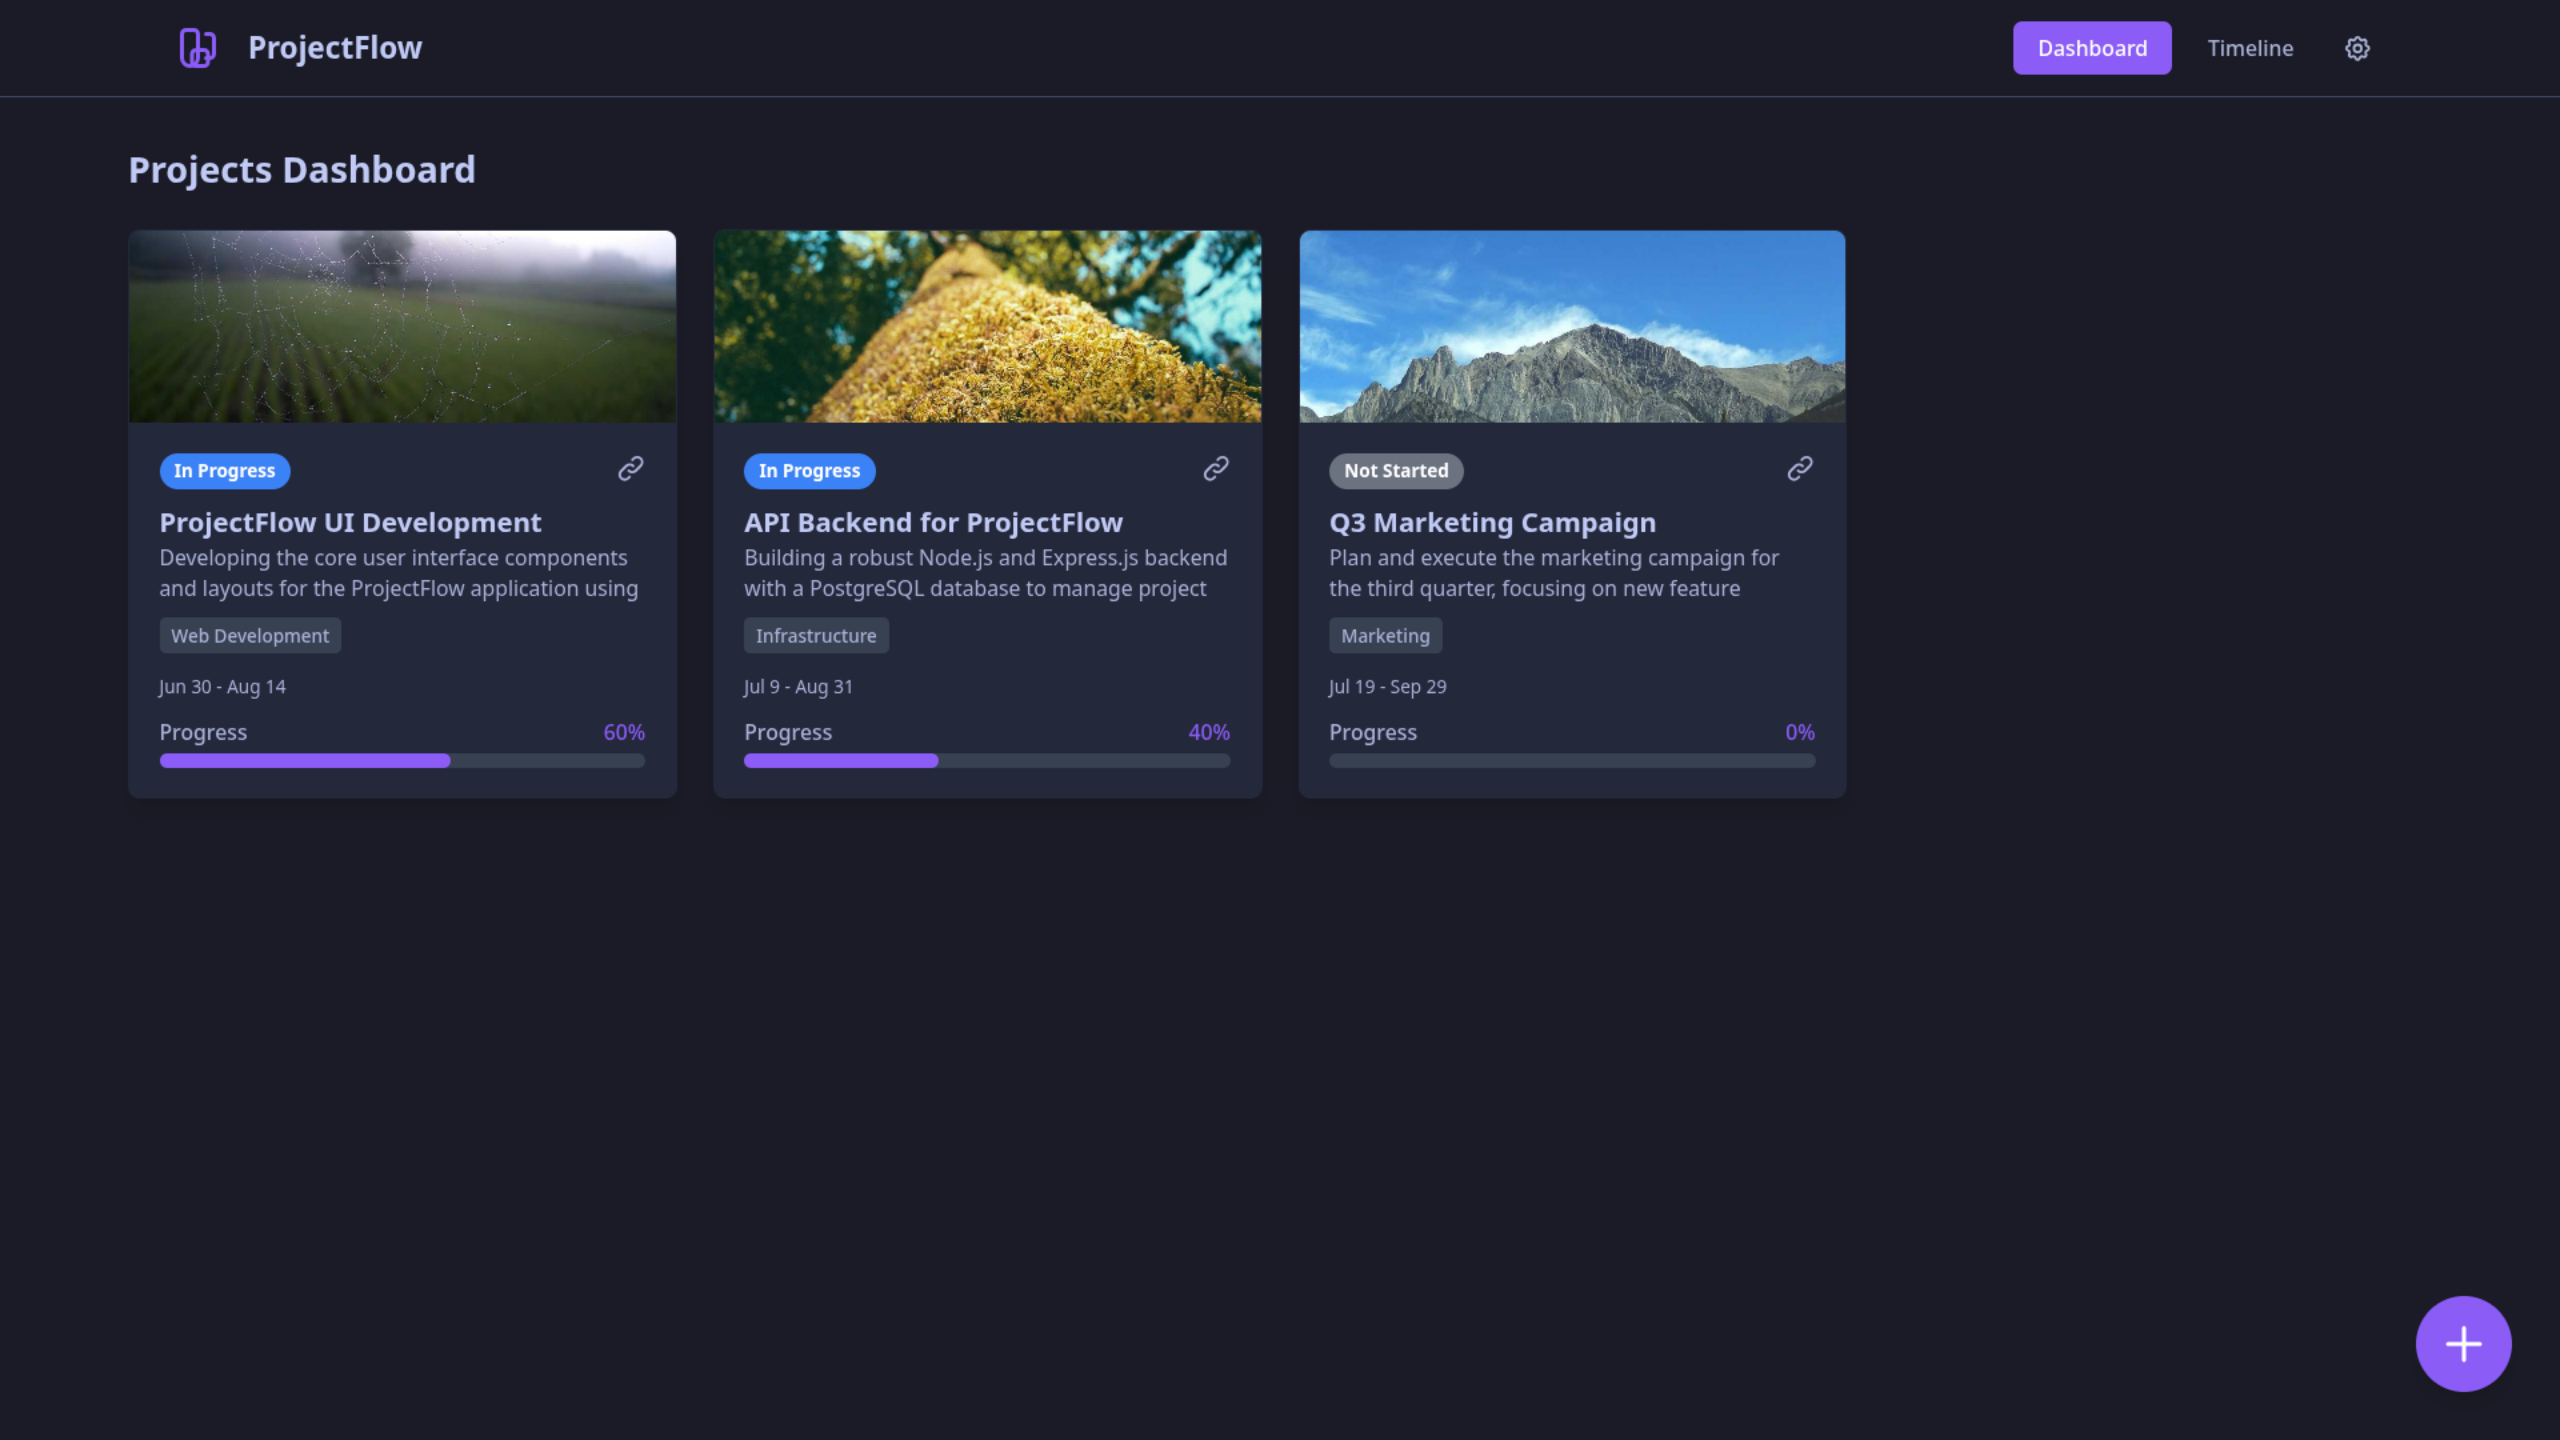 ProjectFlow
Dashboard
Timeline
Projects Dashboard
In Progress
ProjectFlow UI Development
Developing the core user interface components
and layouts for the ProjectFlow application using
Web Development
Jun 30 - Aug 14
Progress
60%
In Progress
API Backend for ProjectFlow
Building a robust Node.js and Express.js backend
with a PostgreSQL database to manage project
Infrastructure
Jul 9 - Aug 31
Progress
40%
Not Started
Q3 Marketing Campaign
Plan and execute the marketing campaign for
the third quarter, focusing on new feature
Marketing
Jul 19 - Sep 29
Progress
0%